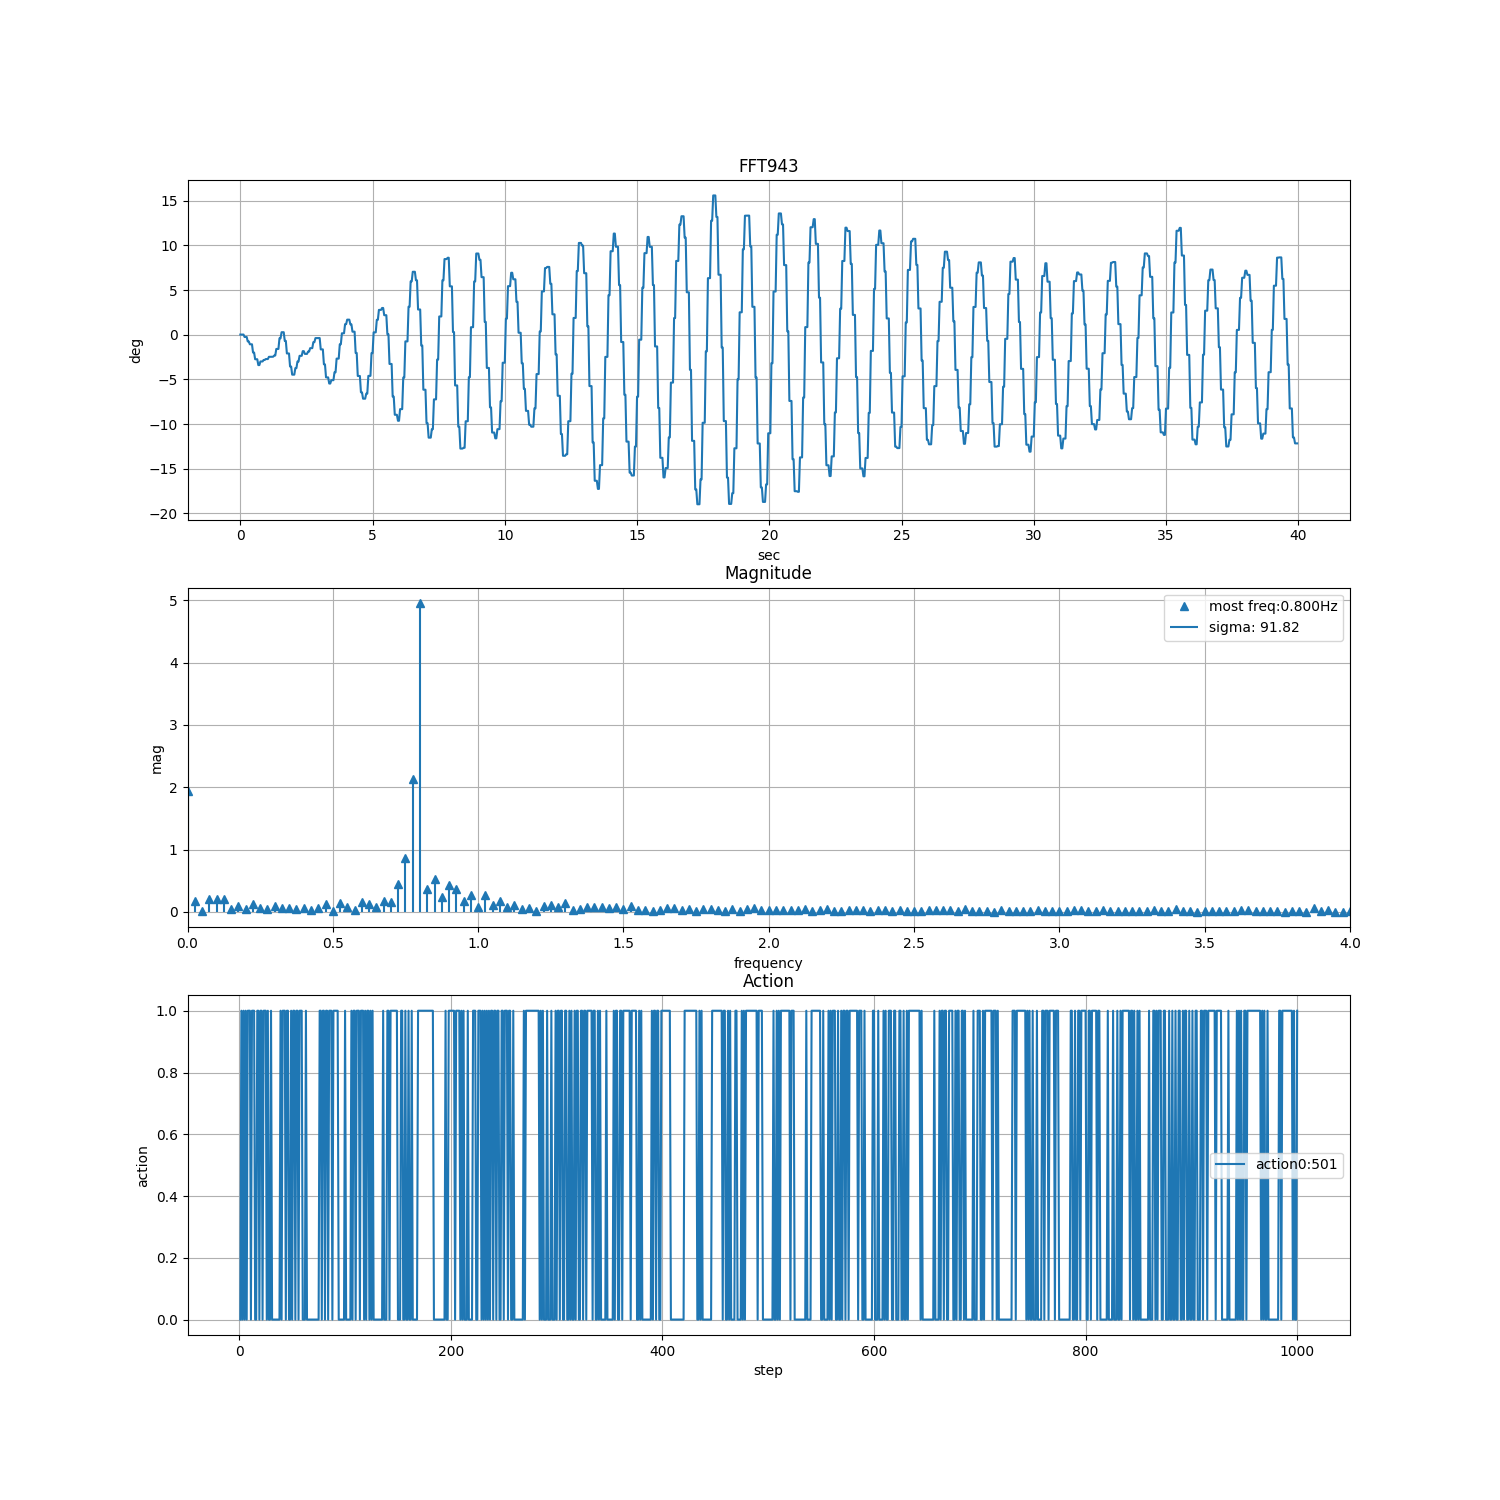 FFT943
15
10
5
0
−5
−10
−15
−20
deg
0 5 10 15 20 25 30 35 40
sec
Magnitude
5
4
3
2
1
0
mag
most freq:0.800Hz
sigma: 91.82
0.0 0.5 1.0 1.5 2.0 2.5 3.0 3.5 4.0
frequency
Action
1.0
0.8
0.6
0.4
0.2
0.0
action
action0:501
0 200 400 600 800 1000
step